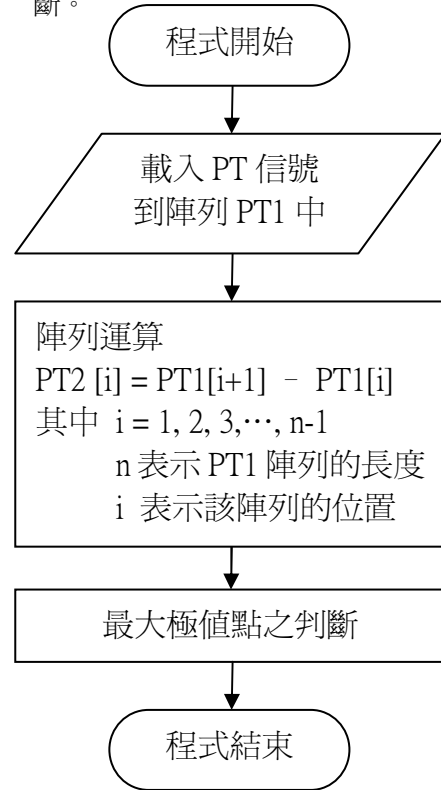 斷。
程式開始
載入 PT 信號
到陣列 PT1 中
陣列運算
PT2 [i] = PT1[i+1] – PT1[i]
其中 i = 1, 2, 3,⋯, n-1
n 表示 PT1 陣列的長度
i 表示該陣列的位置
最大極值點之判斷
程式結束